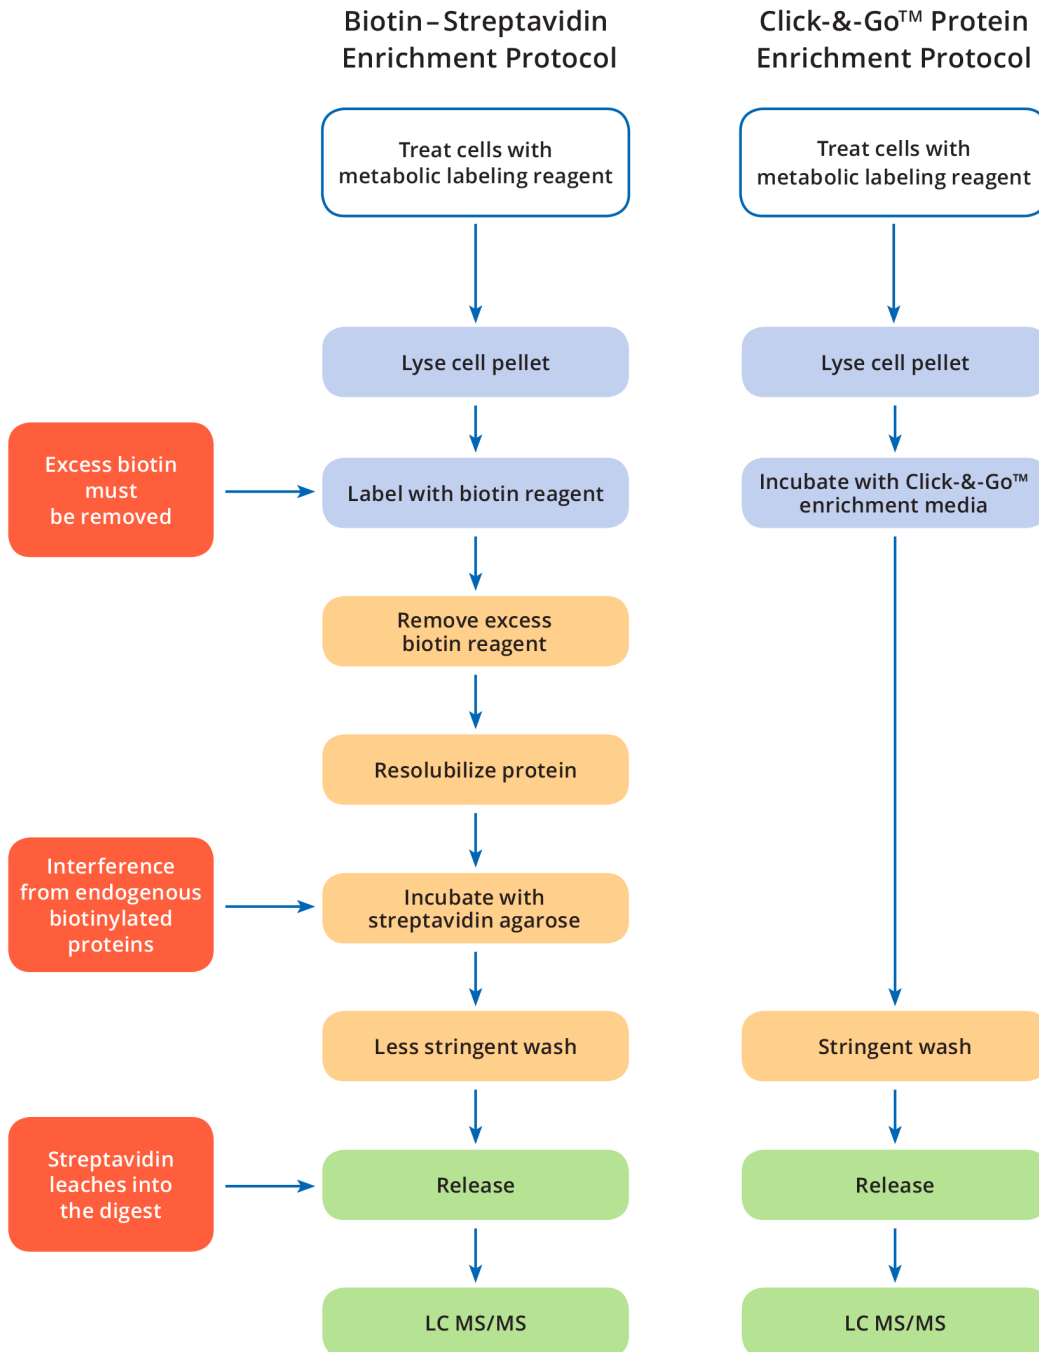 Biotin–Streptavidin
Enrichment Protocol
Click-&-Go™ Protein
Enrichment Protocol
Treat cells with
metabolic labeling reagent
Treat cells with
metabolic labeling reagent
Lyse cell pellet
Lyse cell pellet
Excess biotin
must
be removed
Label with biotin reagent
Incubate with Click-&-Go™
enrichment media
Remove excess
biotin reagent
Resolubilize protein
Interference
from endogenous
biotinylated
proteins
Incubate with
streptavidin agarose
Less stringent wash
Stringent wash
Streptavidin
leaches into
the digest
Release
Release
LC MS/MS
LC MS/MS